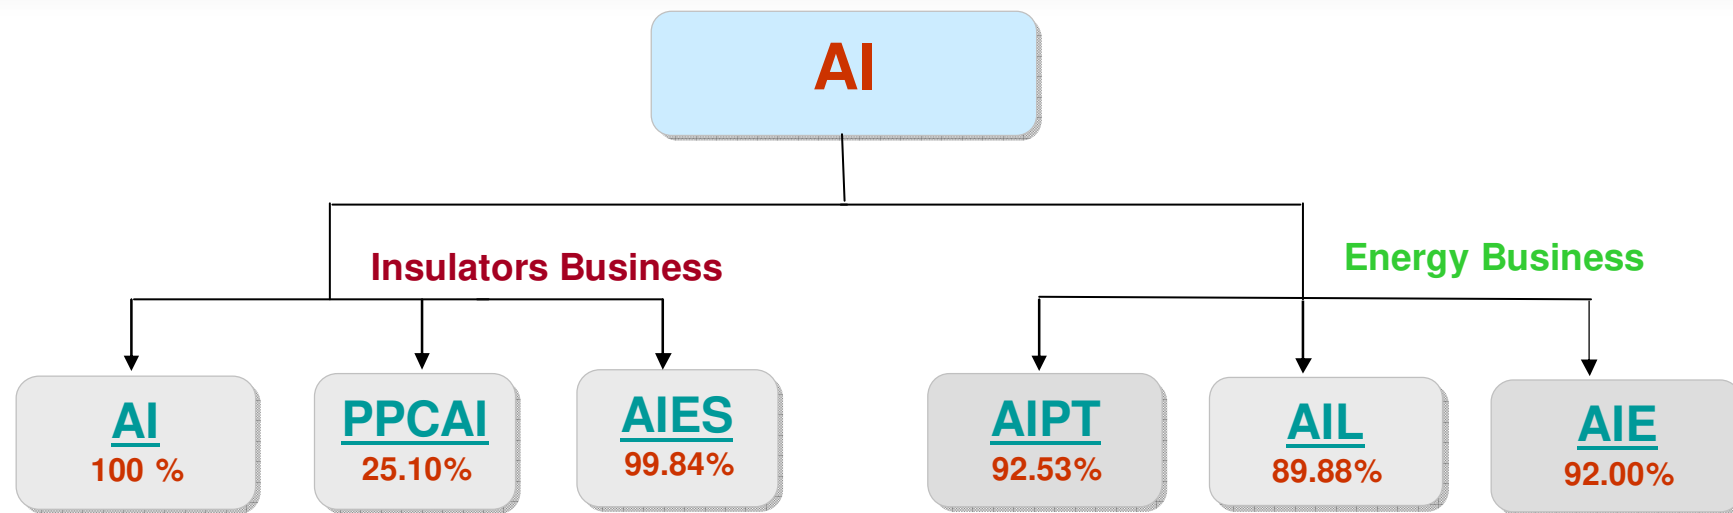 AI
Insulators Business
Energy Business
AI
100 %
PPCAI
25.10%
AIES
99.84%
AIPT
92.53%
AIL
89.88%
AIE
92.00%